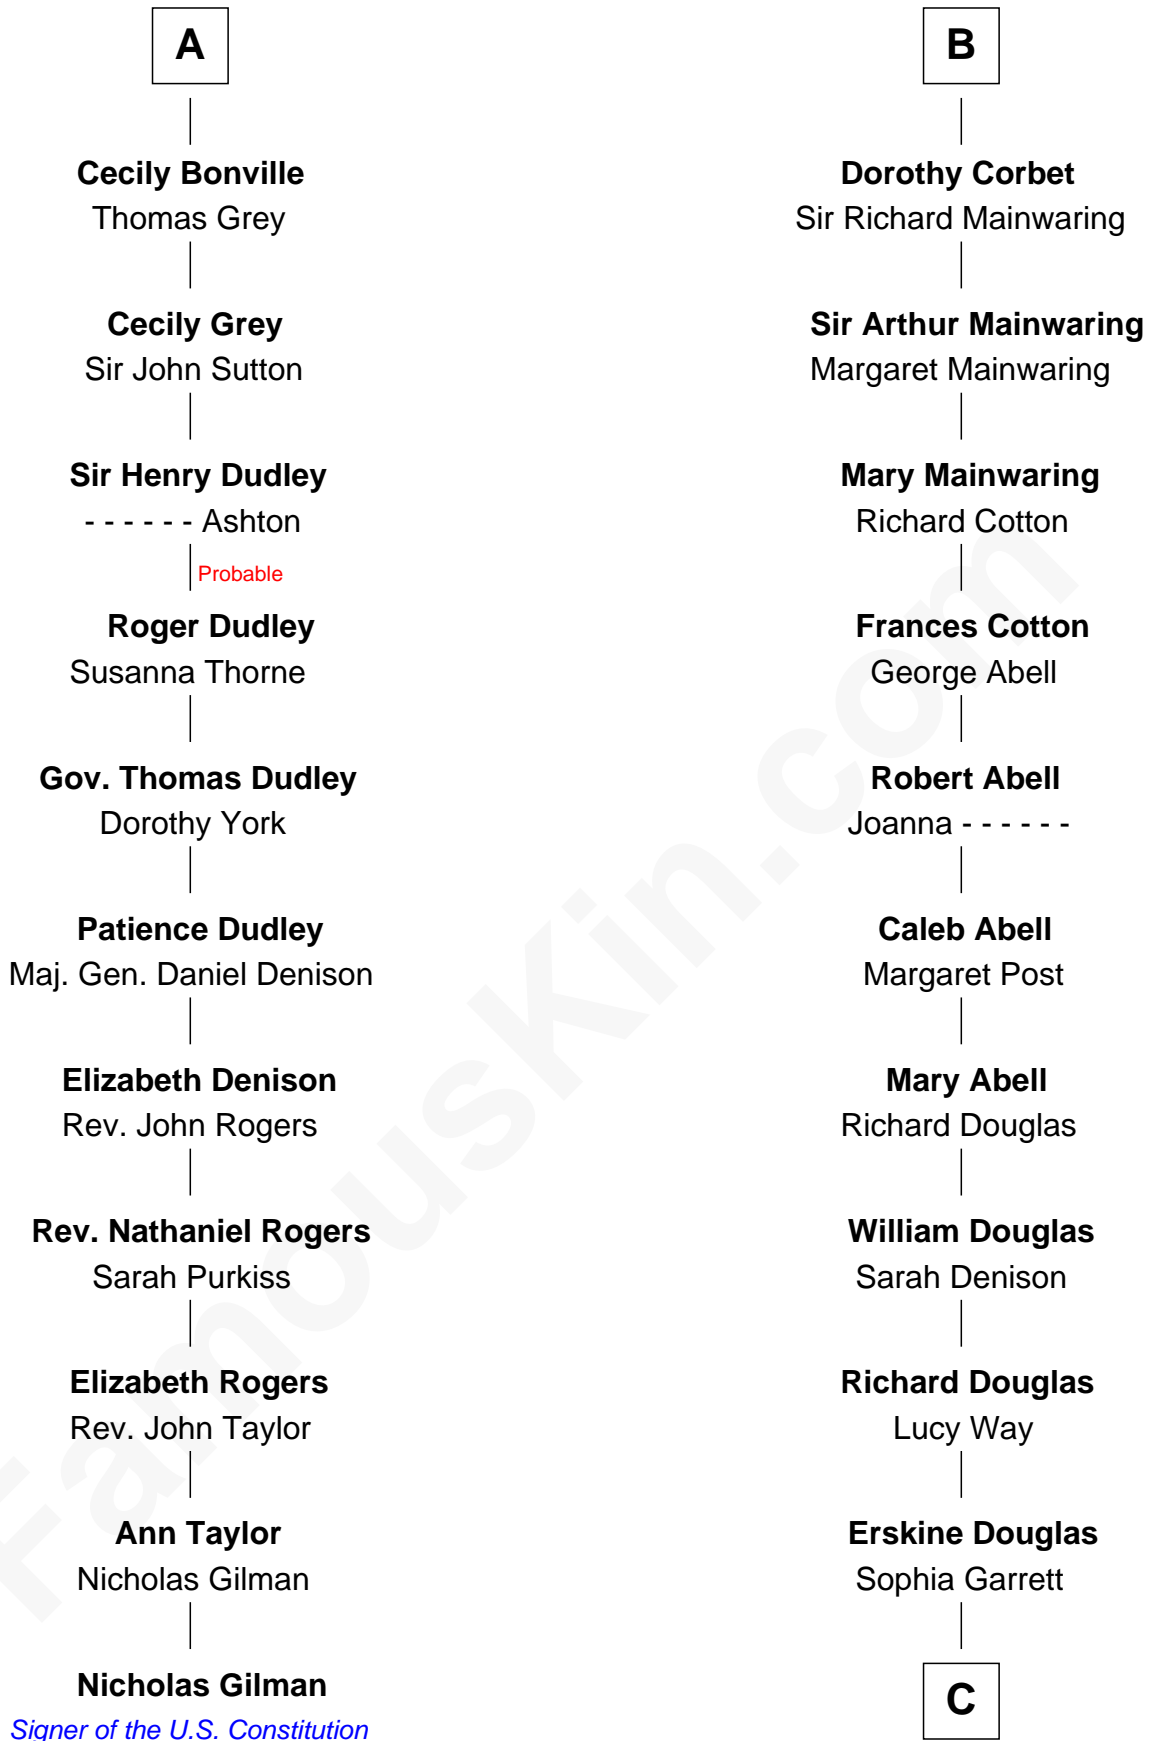 A
Cecily Bonville
Thomas Grey
Cecily Grey
Sir John Sutton
Sir Henry Dudley
- - - - - - Ashton
Probable
Roger Dudley
Susanna Thorne
Gov. Thomas Dudley
Dorothy York
Patience Dudley
Maj. Gen. Daniel Denison
Elizabeth Denison
Rev. John Rogers
Rev. Nathaniel Rogers
Sarah Purkiss
Elizabeth Rogers
Rev. John Taylor
Ann Taylor
Nicholas Gilman
Nicholas Gilman
Signer of the U.S. Constitution
B
Dorothy Corbet
Sir Richard Mainwaring
Sir Arthur Mainwaring
Margaret Mainwaring
Mary Mainwaring
Richard Cotton
Frances Cotton
George Abell
Robert Abell
Joanna - - - - - -
Caleb Abell
Margaret Post
Mary Abell
Richard Douglas
William Douglas
Sarah Denison
Richard Douglas
Lucy Way
Erskine Douglas
Sophia Garrett
C
FamousKin.com